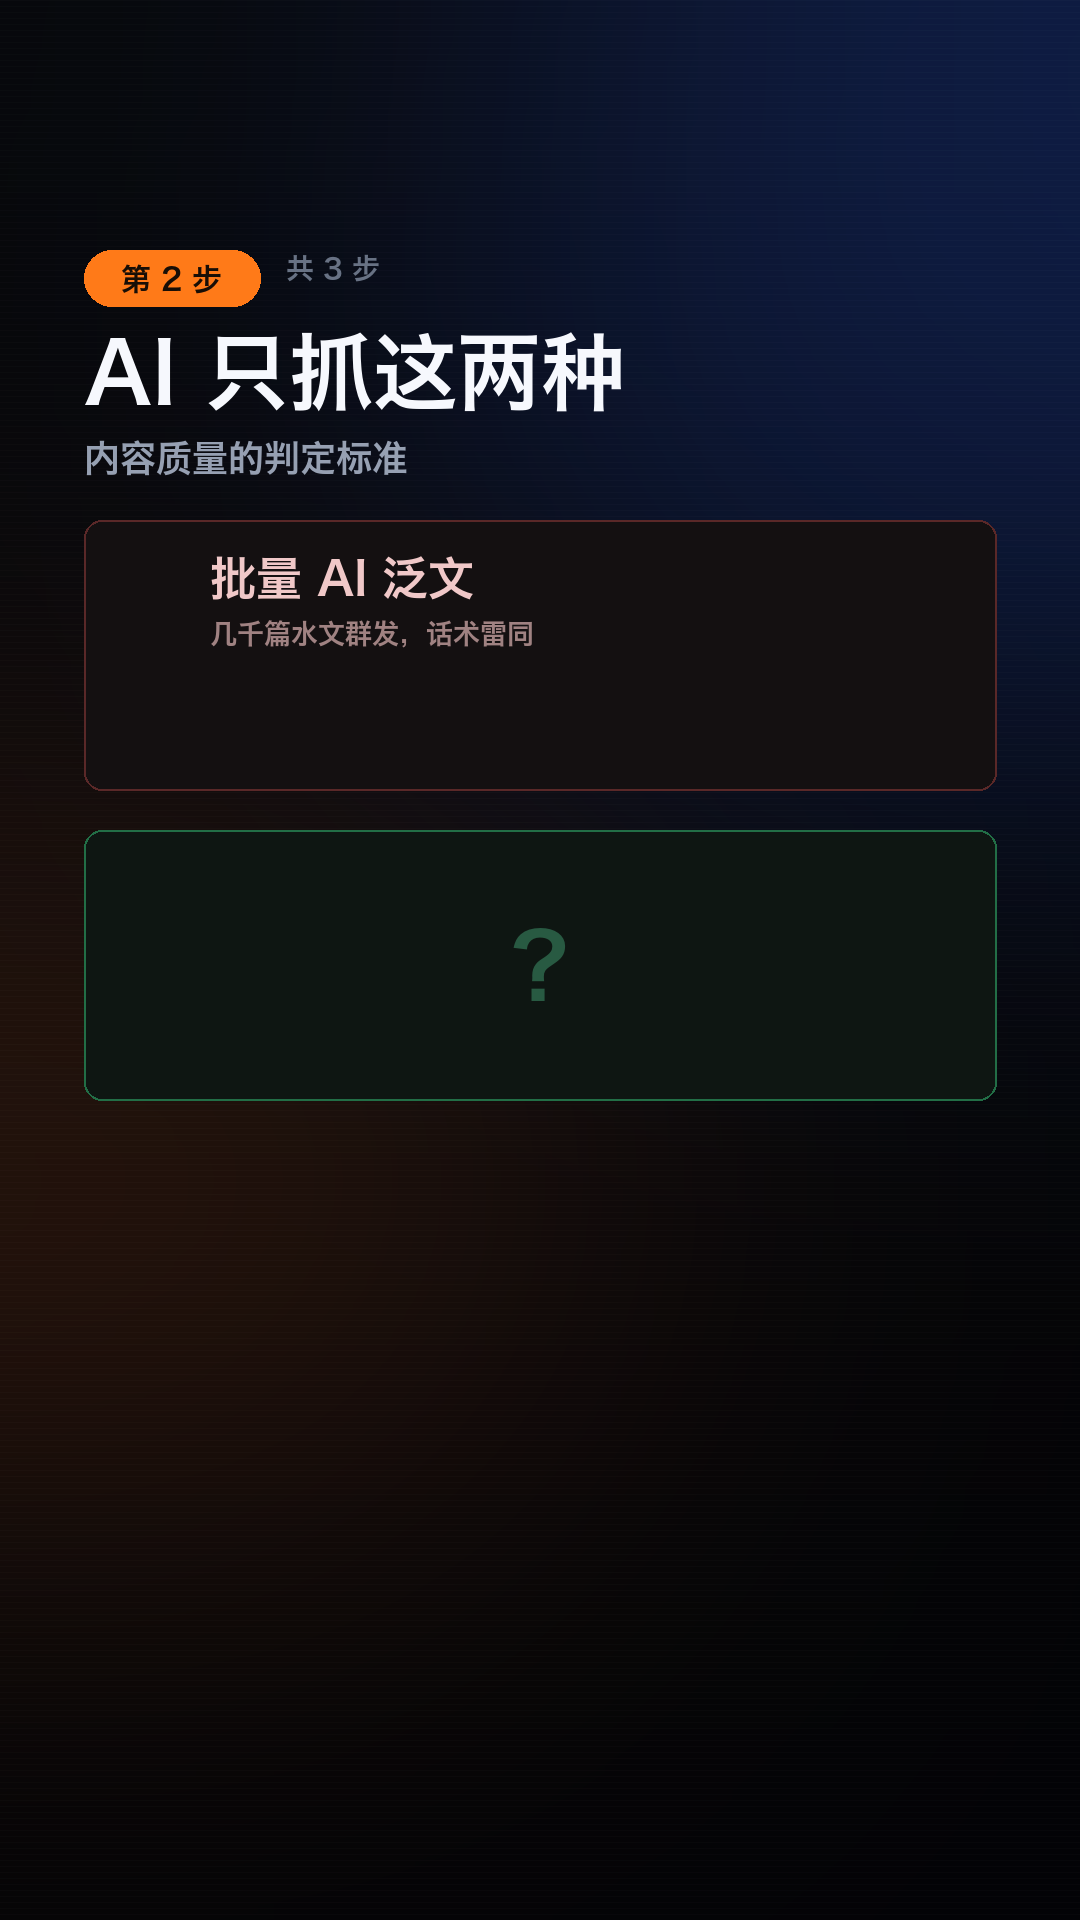 第 2 步
共 3 步
AI 只抓这两种
内容质量的判定标准
批量 AI 泛文
几千篇水文群发，话术雷同
?